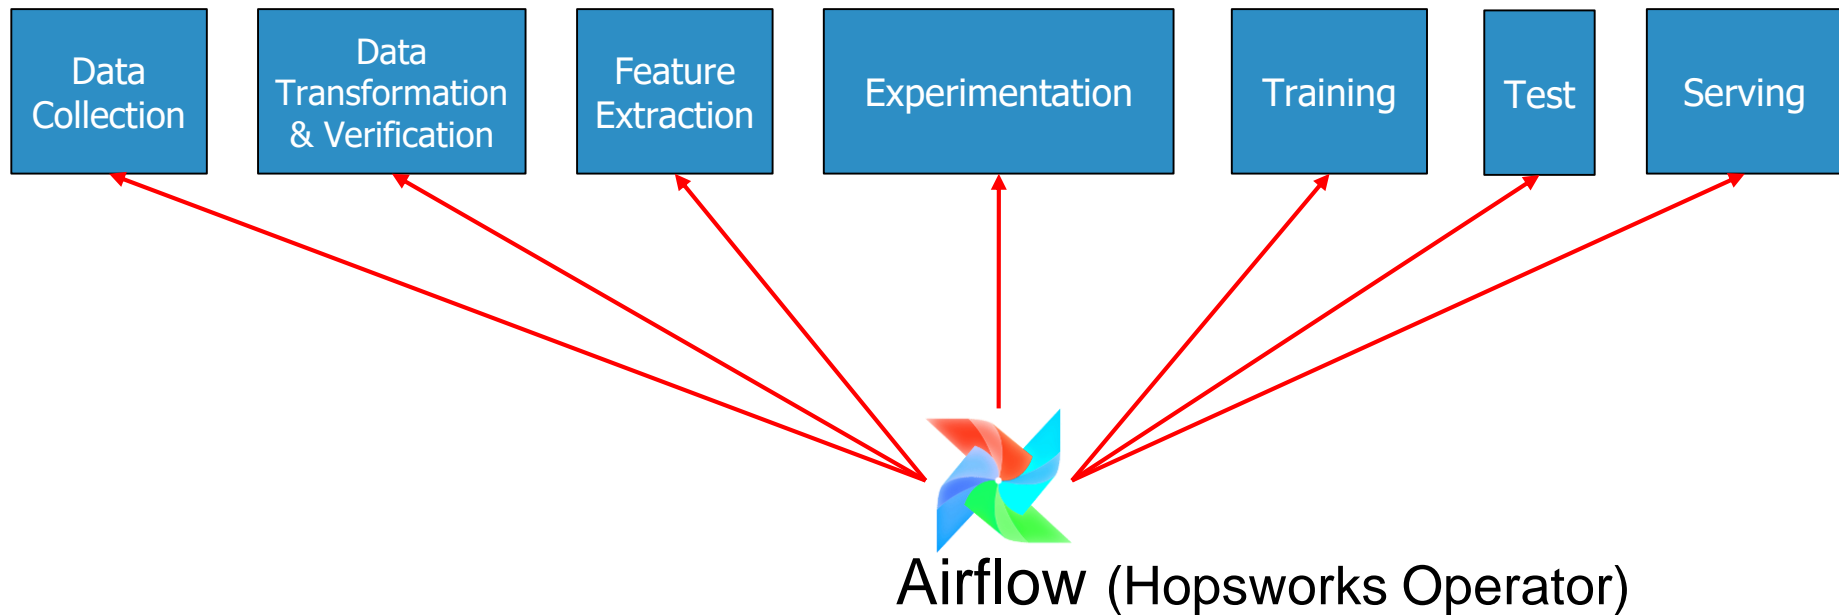 Data
Collection
Data
Transformation
& Verification
Feature
Extraction
Experimentation
Training
Test
Serving
Airflow (Hopsworks Operator)